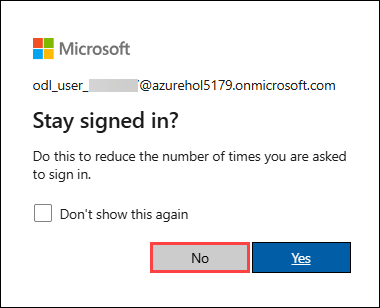 Microsoft
odl_user_ @azurehol5179.onmicrosoft.com
Stay signed in?
Do this to reduce the number of times you are asked
to sign in.
Don't show this again
No
Yes